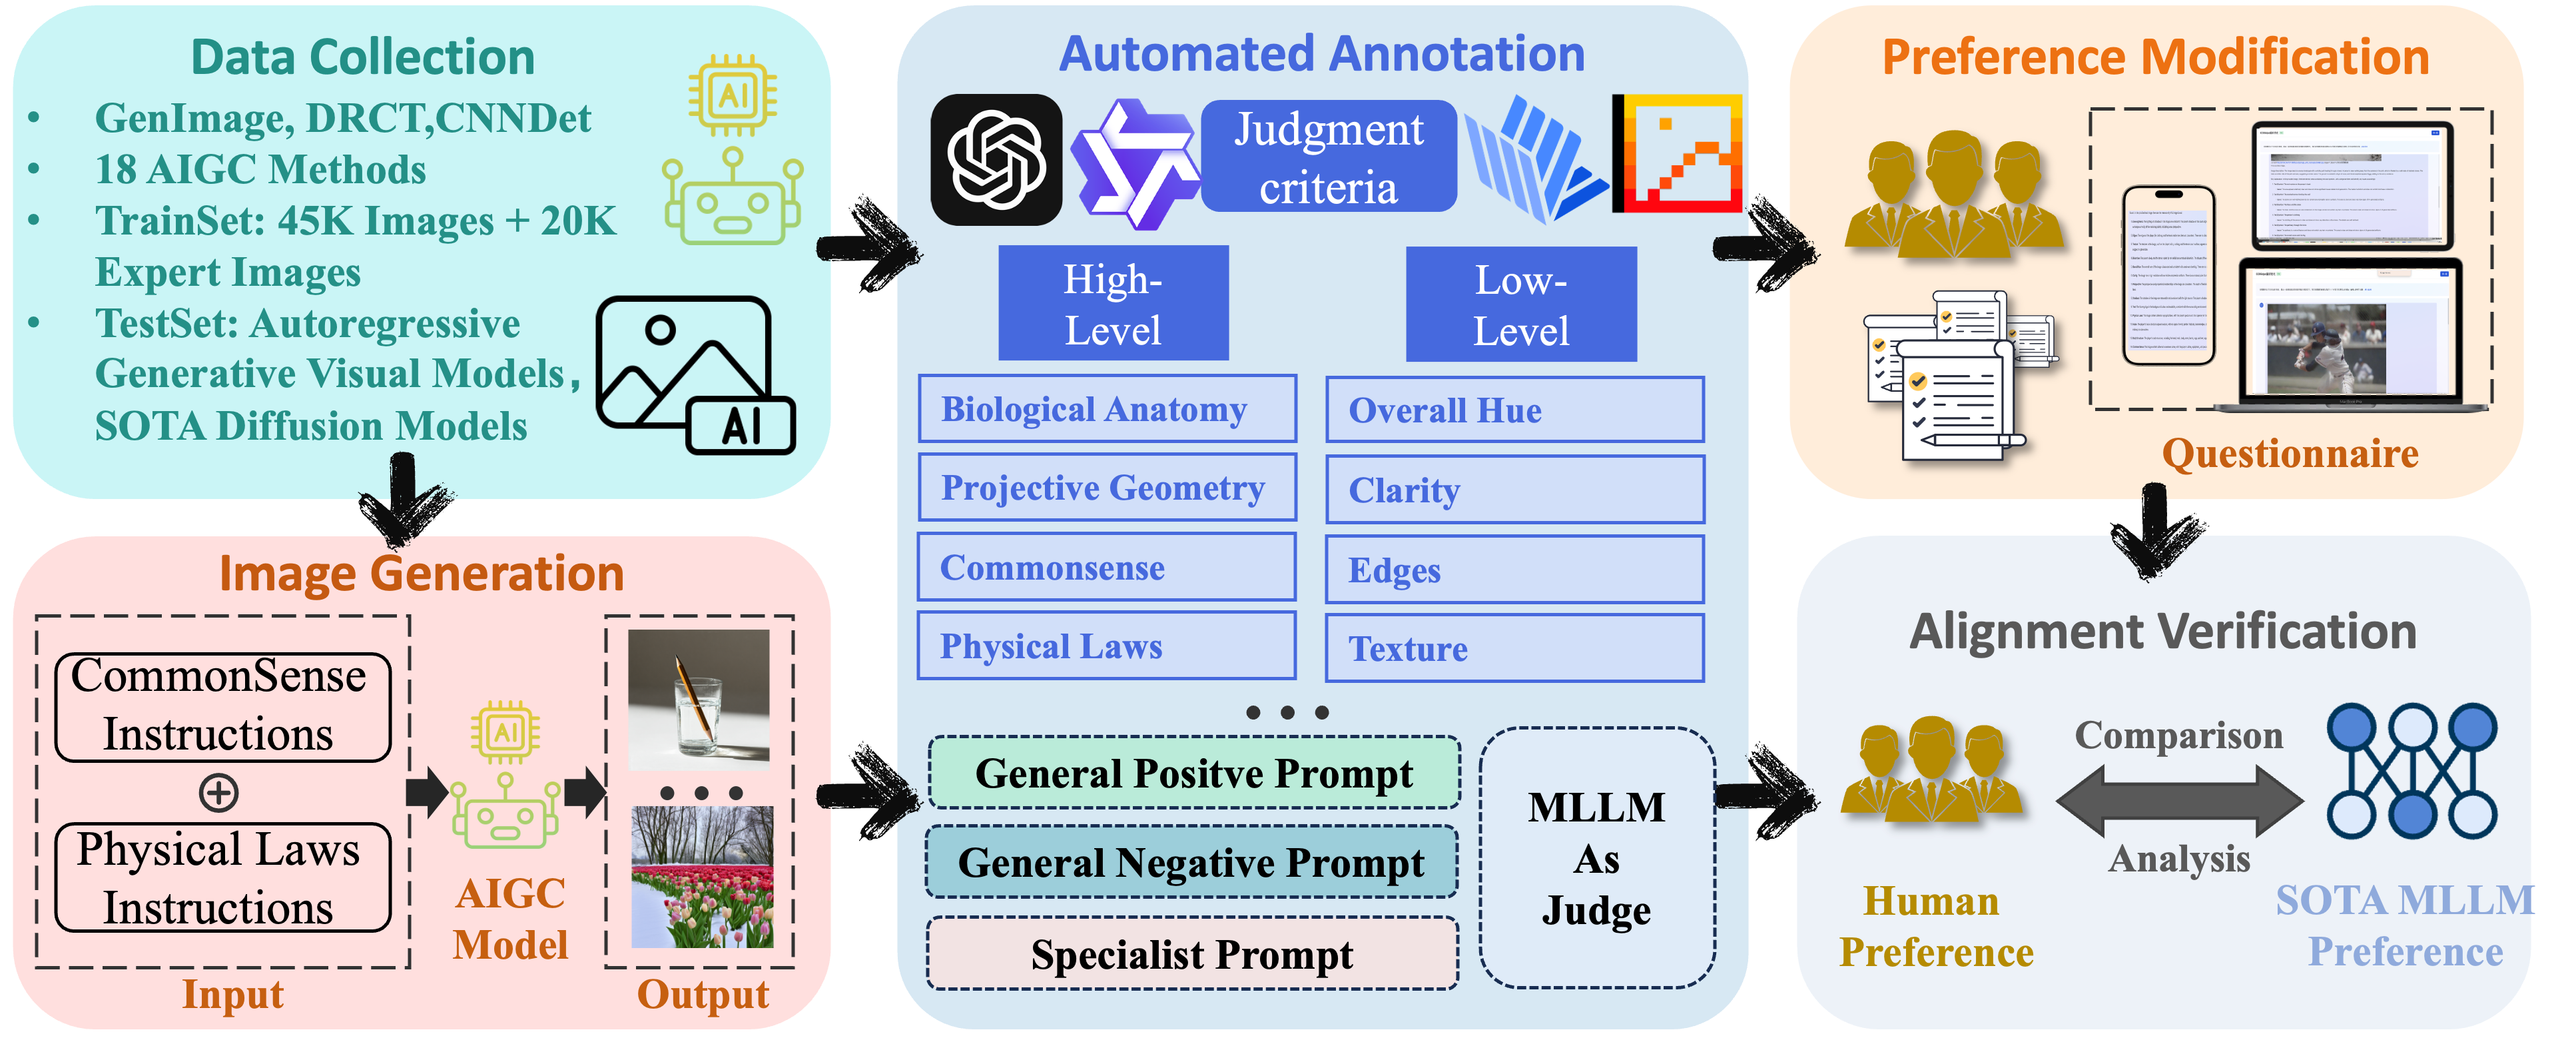 Data Collection
• GenImage, DRCT,CNNDet
• 18 AIGC Methods
• TrainSet: 45K Images + 20K
Expert Images
• TestSet: Autoregressive
Generative Visual Models,
SOTA Diffusion Models
AI
AI
Image Generation
CommonSense
Instructions
Physical Laws
Instructions
Input
AI
AIGC
Model
Output
Automated Annotation
Judgment
criteria
High-
Level
Low-
Level
Biological Anatomy
Projective Geometry
Commonsense
Physical Laws
Overall Hue
Clarity
Edges
Texture
General Positve Prompt
General Negative Prompt
Specialist Prompt
MLLM
As
Judge
Preference Modification
Questionnaire
Alignment Verification
Comparison
Analysis
Human
Preference
SOTA MLLM
Preference